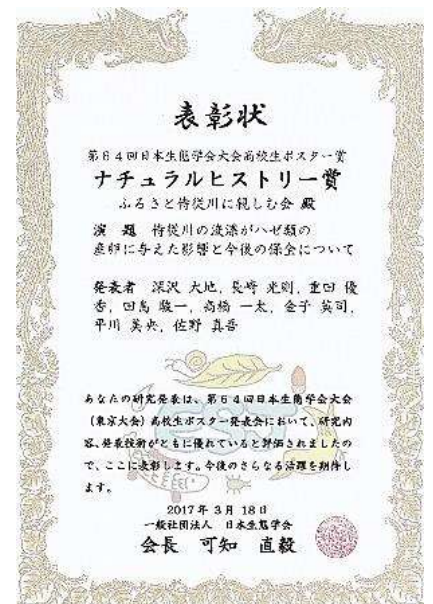 表彰状
第64回日本生態学会大会高校生ポスター賞
ナチュラルヒストリー賞
ふるさと侍従川に親しむ会 殿
演 題 侍従川の浚渫がハゼ類の
産卵に与えた影響と今後の保全について
発表者 深沢 大地, 長崎 光則, 重田 優
香, 田島 駿一, 高橋 一太, 金子 英司,
平川 美央, 佐野 真吾
あなたの研究発表は、第64回日本生態学会大会
(東京大会)高校生ポスター発表会において、研究内
容、発表技術がともに優れていると評価されましたの
で、ここに表彰します。今後のさらなる活躍を期待し
ます。
2017年3月18日
一般社団法人 日本生態学会
会長 可知 直毅